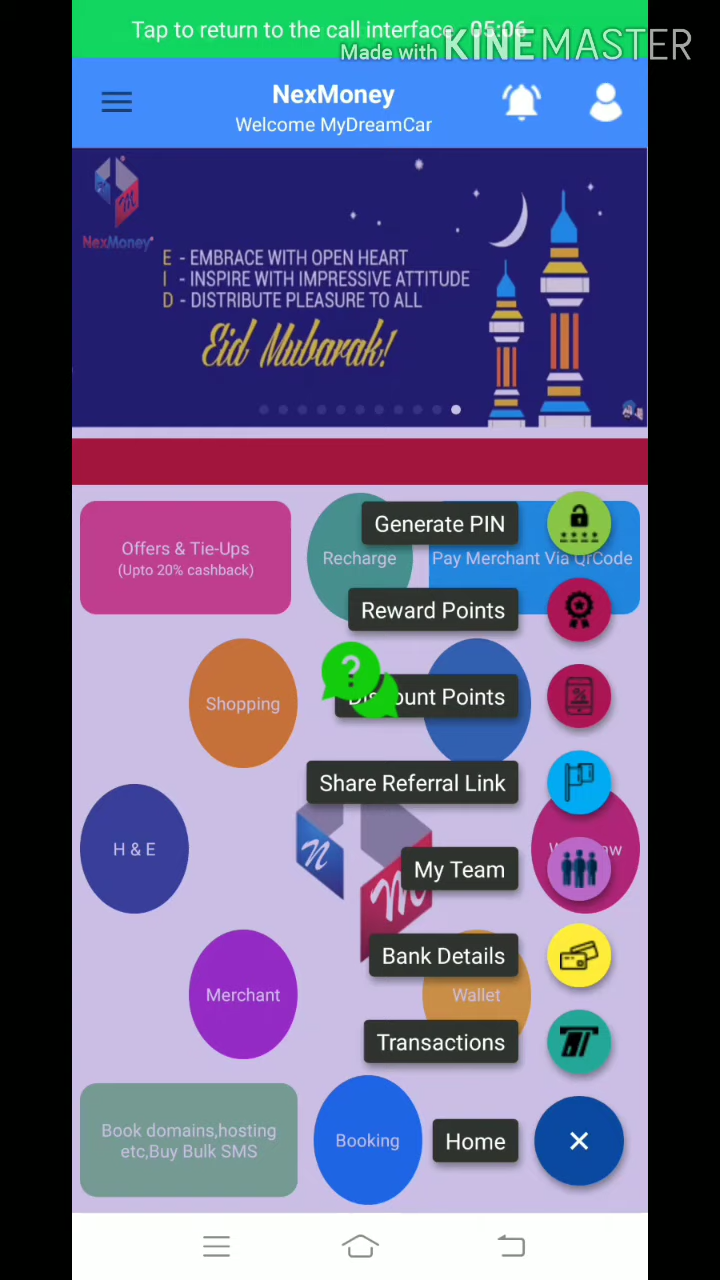 Tap to return to the call interface 05:06
Made with KINEMASTER
NexMoney
Welcome MyDreamCar
NexMoney
E - EMBRACE WITH OPEN HEART
I - INSPIRE WITH IMPRESSIVE ATTITUDE
D - DISTRIBUTE PLEASURE TO ALL
Eid Mubarak!
Offers & Tie-Ups
(Upto 20% cashback)
Recharge
Pay Merchant Via QrCode
Generate PIN
Reward Points
Shopping
Discount Points
Share Referral Link
H & E
My Team
Bank Details
Merchant
Wallet
Transactions
Book domains,hosting
etc,Buy Bulk SMS
Booking
Home